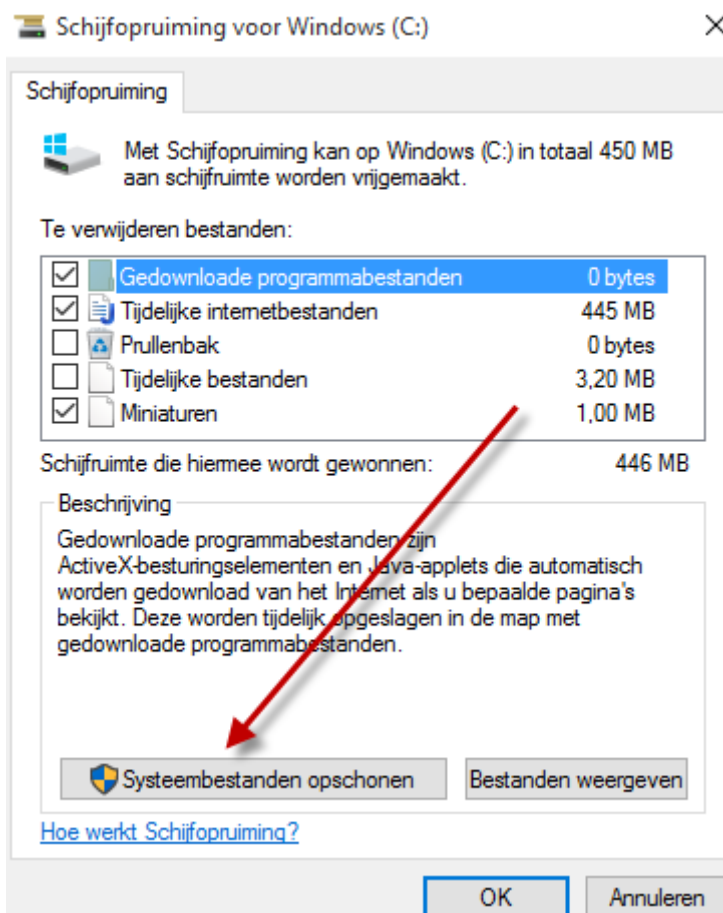 Schijfopruiming voor Windows (C:)
Schijfopruiming
Met Schijfopruiming kan op Windows (C:) in totaal 450 MB
aan schijfruimte worden vrijgemaakt.
Te verwijderen bestanden:
Gedownloade programmabestanden 0 bytes
Tijdelijke internetbestanden 445 MB
Prullenbak 0 bytes
Tijdelijke bestanden 3,20 MB
Miniaturen 1,00 MB
Schijfruimte die hiermee wordt gewonnen: 446 MB
Beschrijving
Gedownloade programmabestanden zijn
ActiveX-besturingselementen en Java-applets die automatisch
worden gedownload van het Internet als u bepaalde pagina's
bekijkt. Deze worden tijdelijk opgeslagen in de map met
gedownloade programmabestanden.
Systeembestanden opschonen Bestanden weergeven
Hoe werkt Schijfopruiming?
OK Annuleren